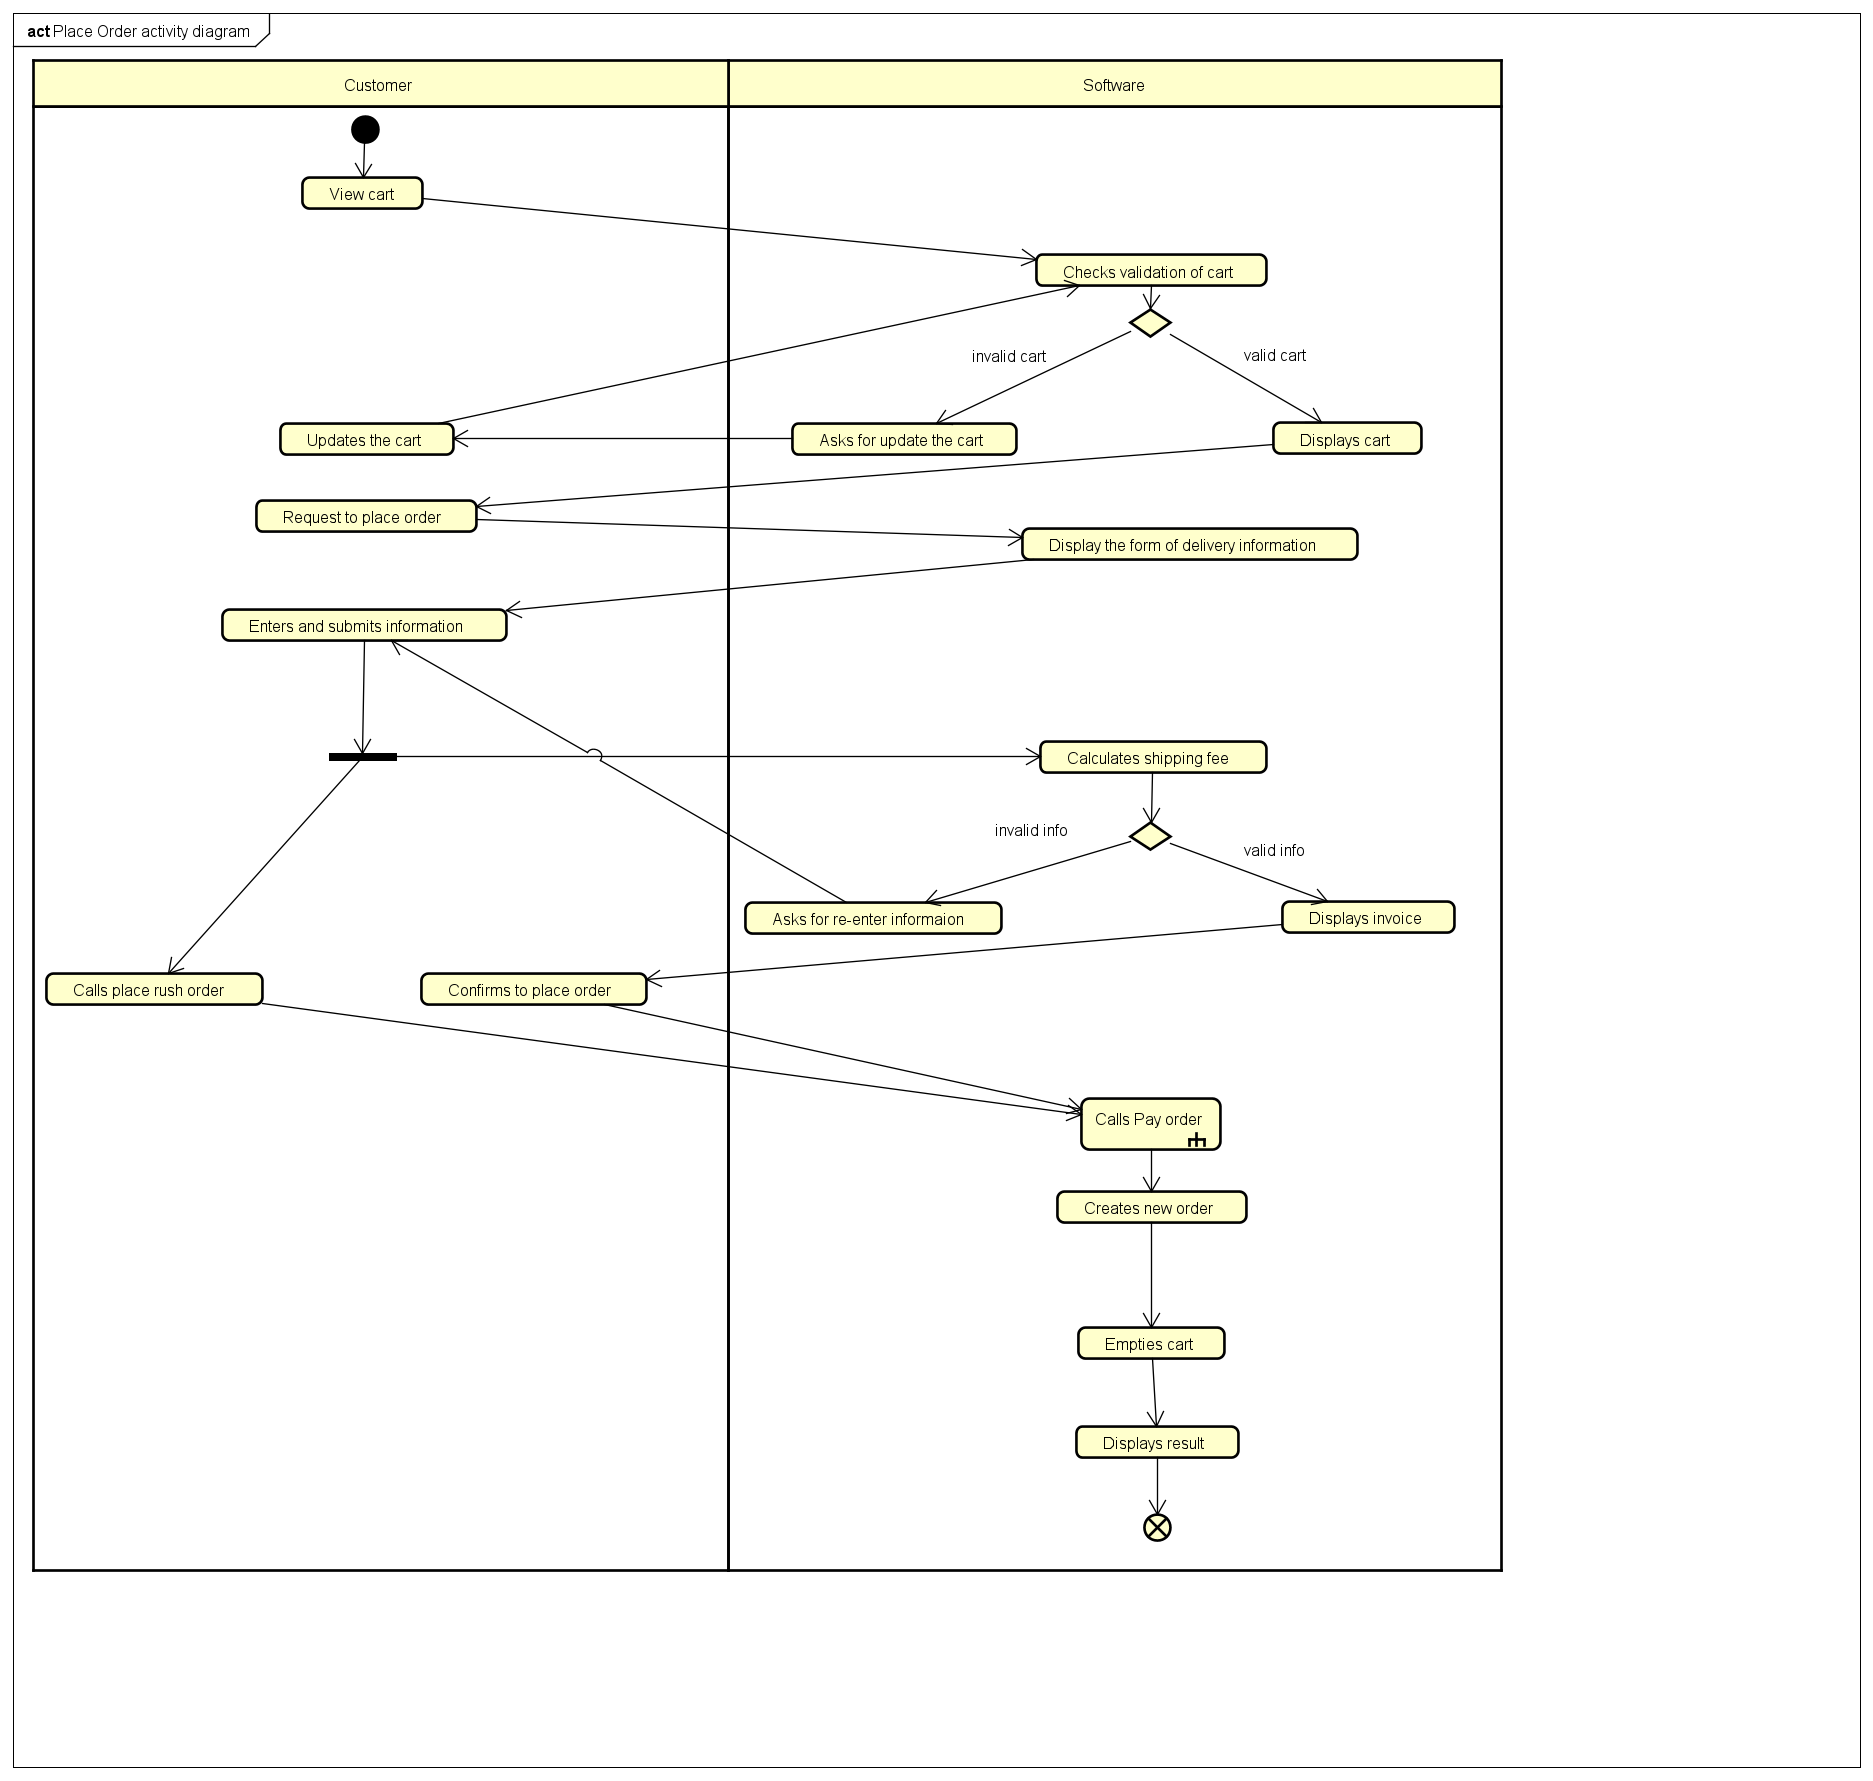 act Place Order activity diagram
Customer
Software
View cart
Checks validation of cart
invalid cart
valid cart
Updates the cart
Asks for update the cart
Displays cart
Request to place order
Display the form of delivery information
Enters and submits information
Calculates shipping fee
invalid info
valid info
Asks for re-enter informaion
Displays invoice
Calls place rush order
Confirms to place order
Calls Pay order
Creates new order
Empties cart
Displays result